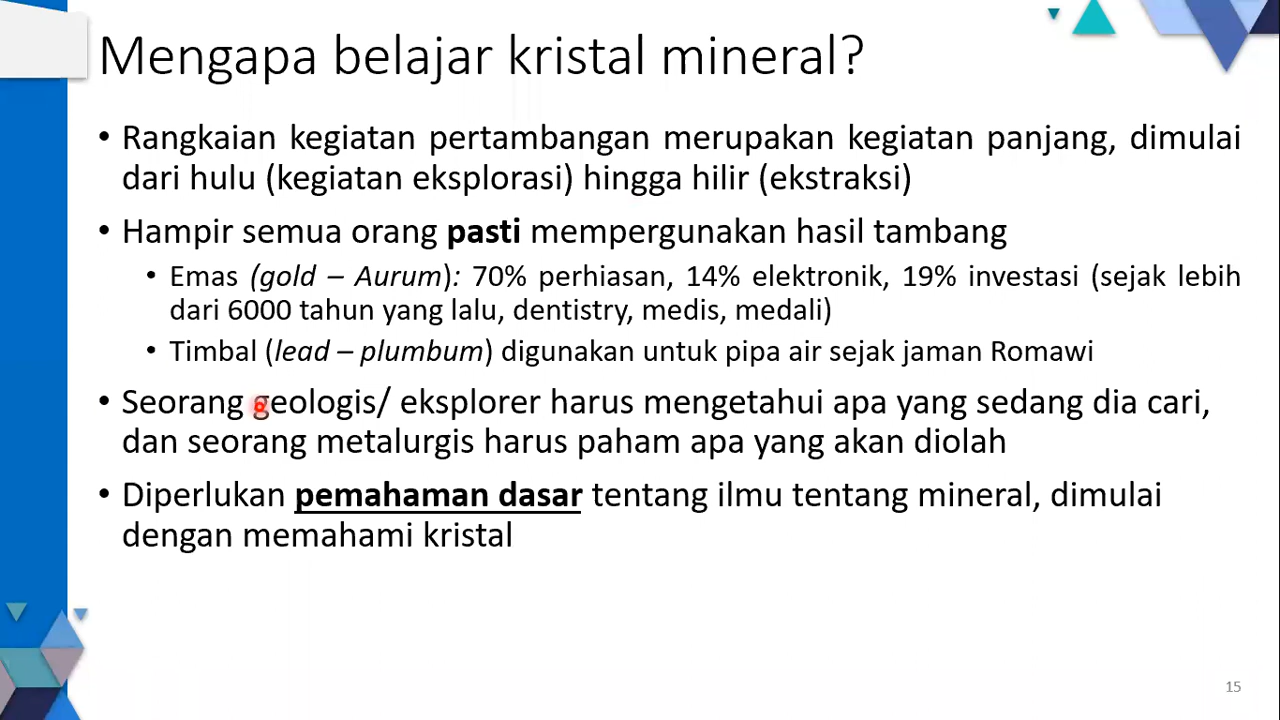 Mengapa belajar kristal mineral?
• Rangkaian kegiatan pertambangan merupakan kegiatan panjang, dimulai
dari hulu (kegiatan eksplorasi) hingga hilir (ekstraksi)
• Hampir semua orang pasti mempergunakan hasil tambang
• Emas (gold – Aurum): 70% perhiasan, 14% elektronik, 19% investasi (sejak lebih
dari 6000 tahun yang lalu, dentistry, medis, medali)
• Timbal (lead – plumbum) digunakan untuk pipa air sejak jaman Romawi
• Seorang geologis/ eksplorer harus mengetahui apa yang sedang dia cari,
dan seorang metalurgis harus paham apa yang akan diolah
• Diperlukan pemahaman dasar tentang ilmu tentang mineral, dimulai
dengan memahami kristal
15